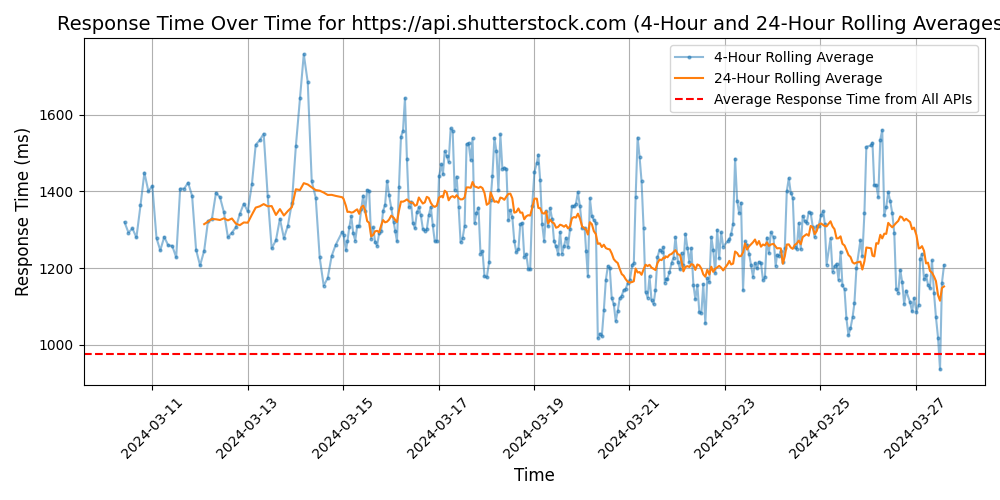 Response Time Over Time for https://api.shutterstock.com (4-Hour and 24-Hour Rolling Averages
4-Hour Rolling Average
24-Hour Rolling Average
Average Response Time from All APIs
Response Time (ms)
1600
1400
1200
1000
2024-03-11
2024-03-13
2024-03-15
2024-03-17
2024-03-19
2024-03-21
2024-03-23
2024-03-25
2024-03-27
Time